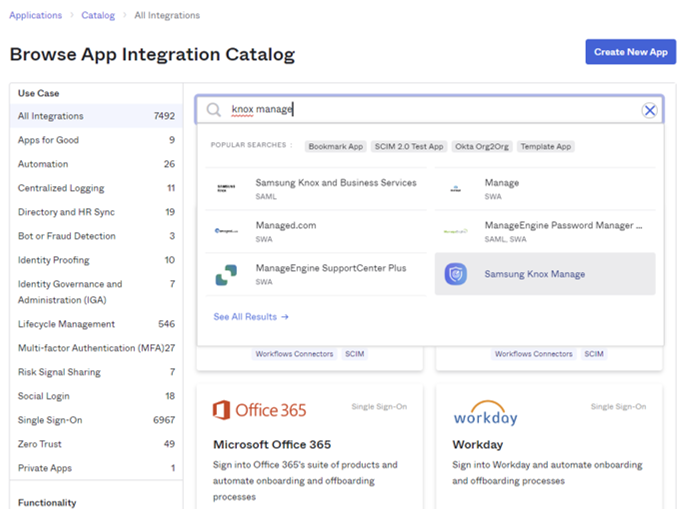 Applications > Catalog > All Integrations
Browse App Integration Catalog
Create New App
Use Case
All Integrations 7492
Apps for Good 9
Automation 26
Centralized Logging 11
Directory and HR Sync 19
Bot or Fraud Detection 3
Identity Proofing 10
Identity Governance and 7
Administration (IGA)
Lifecycle Management 546
Multi-factor Authentication (MFA)27
Risk Signal Sharing 7
Social Login 18
Single Sign-On 6967
Zero Trust 49
Private Apps 1
Functionality
knox manage
POPULAR SEARCHES :
Bookmark App
SCIM 2.0 Test App
Okta Org2Org
Template App
SAMSUNG
Samsung Knox and Business Services
SAML
Manage
SWA
Managed.com
SWA
ManageEngine Password Manager ...
SAML, SWA
ManageEngine SupportCenter Plus
SWA
Samsung Knox Manage
See All Results →
Workflows Connectors
SCIM
Workflows Connectors
SCIM
Office 365
Single Sign-On
Microsoft Office 365
Sign into Office 365's suite of products and
automate onboarding and offboarding
processes
workday
Single Sign-On
Workday
Sign into Workday and automate onboarding
and offboarding processes